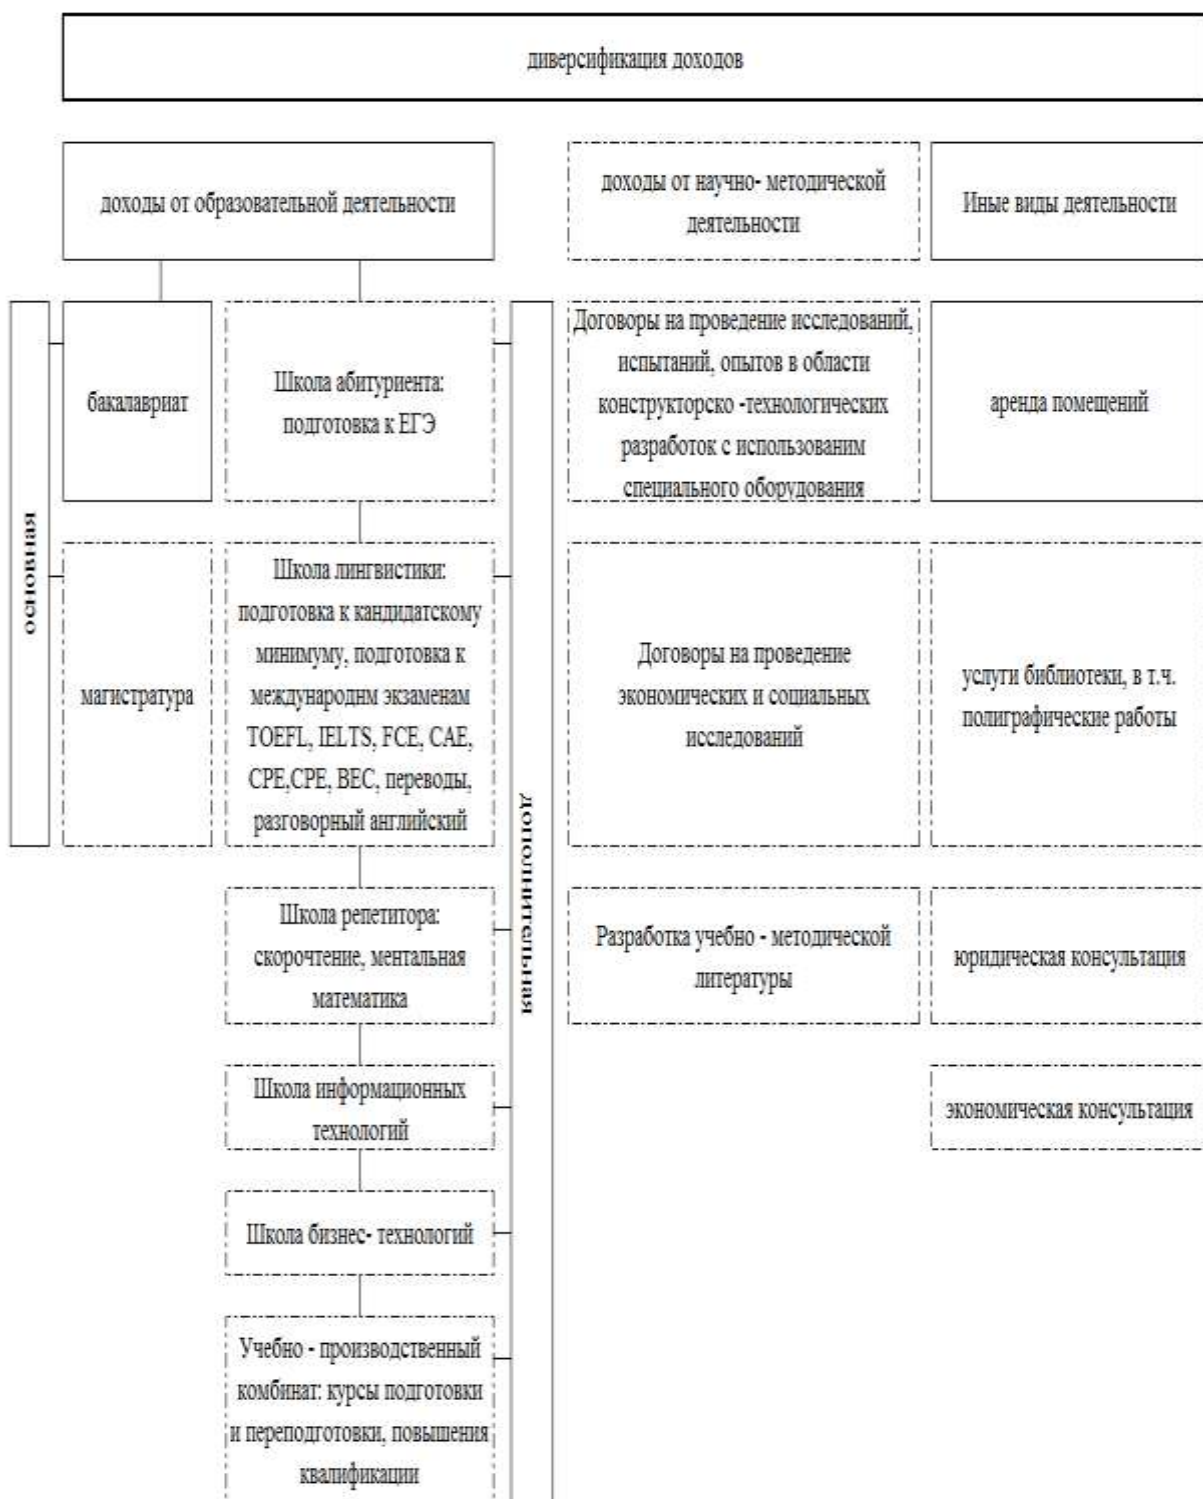 диверсификация доходов
доходы от образовательной деятельности
доходы от научно- методической
деятельности
Иные виды деятельности
основная
бакалавриат
магистратура
Школа абитуриента:
подготовка к ЕГЭ
Школа лингвистики:
подготовка к кандидатскому
минимуму, подготовка к
международнм экзаменам
TOEFL, IELTS, FCE, CAE,
CPE,CPE, BEC, переводы,
разговорный английский
Школа репетитора:
скорочтение, ментальная
математика
Школа информационных
технологий
Школа бизнес- технологий
Учебно - производственный
комбинат: курсы подготовки
и переподготовки, повышения
квалификации
дополнительная
Договоры на проведение исследований,
испытаний, опытов в области
конструкторско -технологических
разработок с использованим
специального оборудования
Договоры на проведение
экономических и социальных
исследований
Разработка учебно - методической
литературы
аренда помещений
услуги библиотеки, в т.ч.
полиграфические работы
юридическая консультация
экономическая консультация